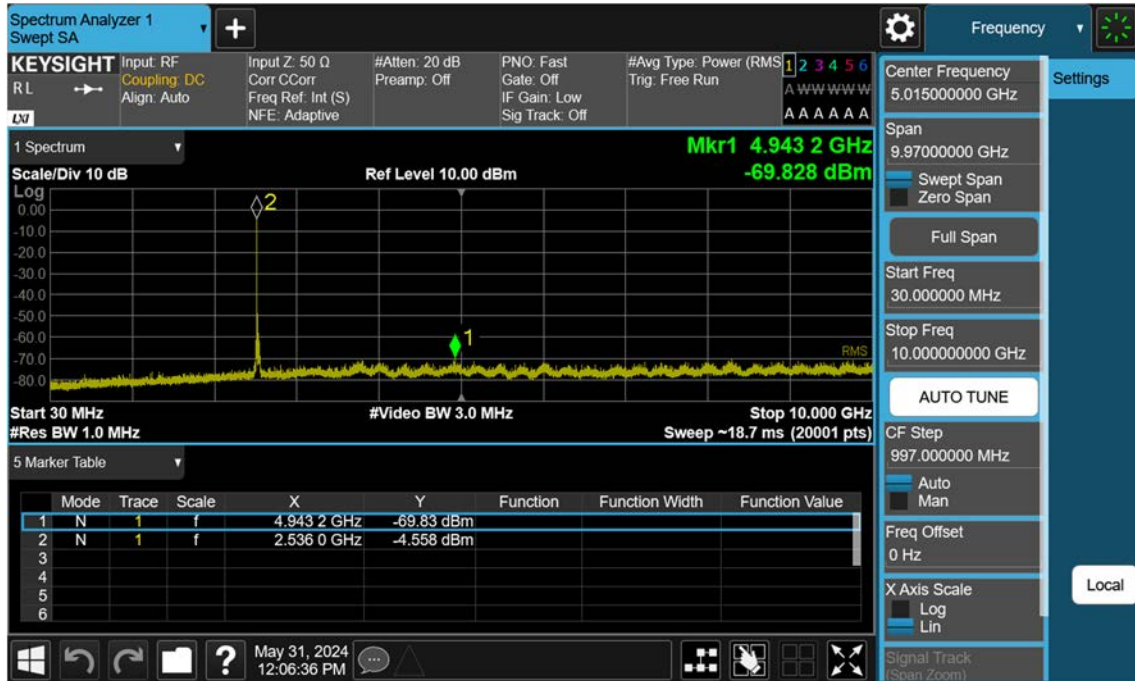 Spectrum Analyzer 1
Swept SA
Frequency
KEYSIGHT
R L
LXI
Input: RF
Coupling: DC
Align: Auto
Input Z: 50 Ω
Corr CCorr
Freq Ref: Int (S)
NFE: Adaptive
#Atten: 20 dB
Preamp: Off
PNO: Fast
Gate: Off
IF Gain: Low
Sig Track: Off
#Avg Type: Power (RMS
Trig: Free Run
1 2 3 4 5 6
A W W W W W
A A A A A A
1 Spectrum
Scale/Div 10 dB
Ref Level 10.00 dBm
Mkr1 4.943 2 GHz
-69.828 dBm
Log
0.00
-10.0
-20.0
-30.0
-40.0
-50.0
-60.0
-70.0
-80.0
2
1
RMS
Start 30 MHz
#Video BW 3.0 MHz
Stop 10.000 GHz
#Res BW 1.0 MHz
Sweep ~18.7 ms (20001 pts)
5 Marker Table
Mode Trace Scale X Y Function Function Width Function Value
1 N 1 f 4.943 2 GHz -69.83 dBm
2 N 1 f 2.536 0 GHz -4.558 dBm
3
4
5
6
May 31, 2024
12:06:36 PM
?
Center Frequency
5.015000000 GHz
Span
9.97000000 GHz
Swept Span
Zero Span
Full Span
Start Freq
30.000000 MHz
Stop Freq
10.000000000 GHz
AUTO TUNE
CF Step
997.000000 MHz
Auto
Man
Freq Offset
0 Hz
X Axis Scale
Log
Lin
Signal Track
(Span Zoom)
Settings
Local